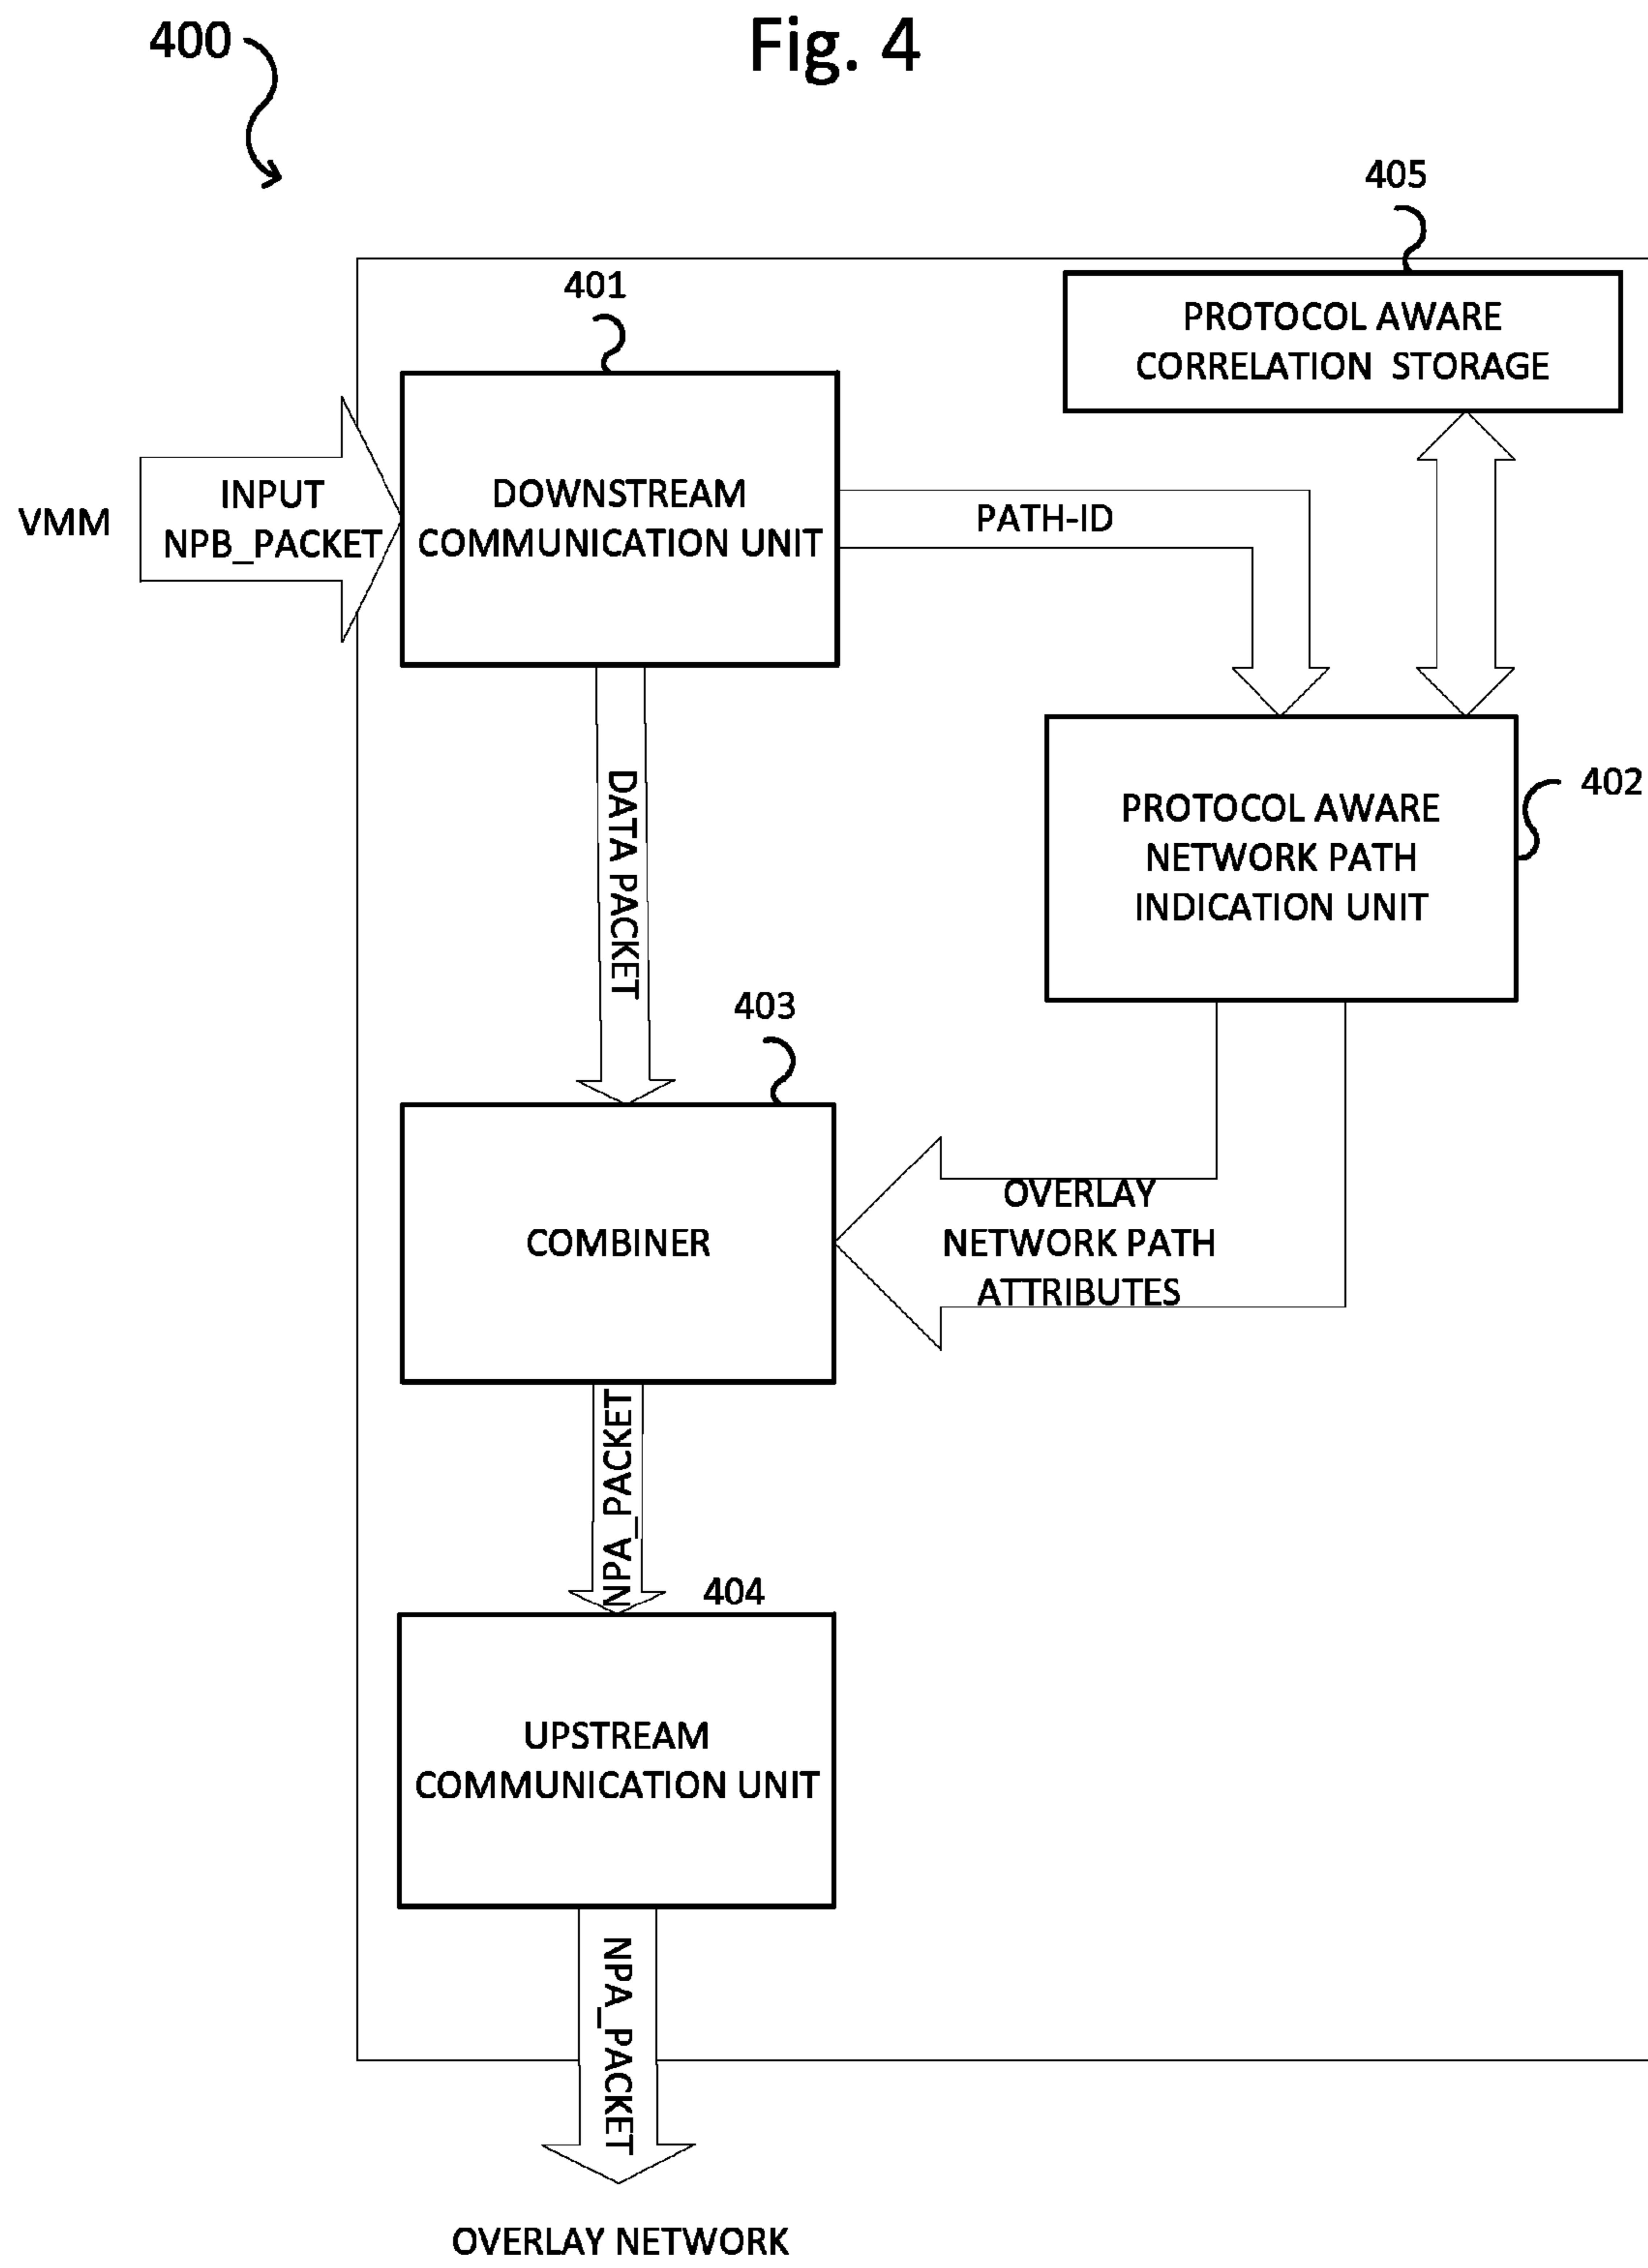 Fig. 4
400
405
PROTOCOL AWARE
CORRELATION STORAGE
401
VMM
INPUT
NPB_PACKET
DOWNSTREAM
COMMUNICATION UNIT
PATH-ID
DATA PACKET
402
PROTOCOL AWARE
NETWORK PATH
INDICATION UNIT
403
COMBINER
OVERLAY
NETWORK PATH
ATTRIBUTES
NPA_PACKET
404
UPSTREAM
COMMUNICATION UNIT
NPA_PACKET
OVERLAY NETWORK